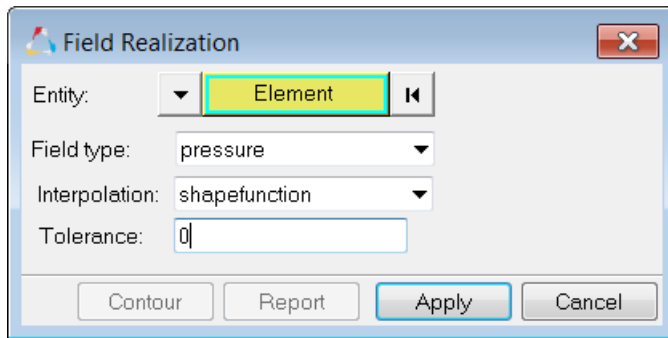 Field Realization
Entity: Element
Field type: pressure
Interpolation: shapefunction
Tolerance: 0
Contour Report Apply Cancel